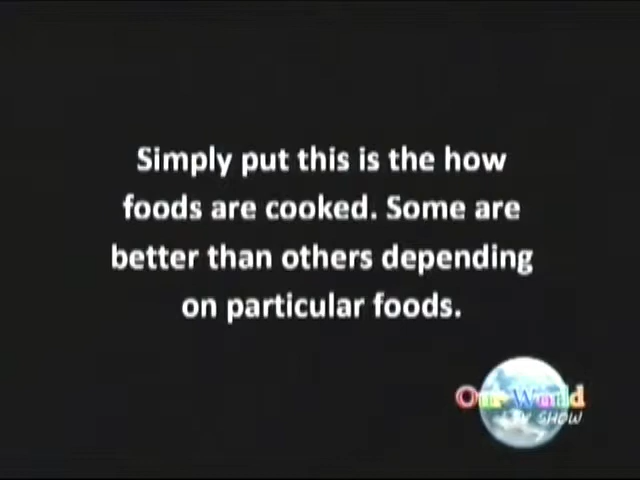 Simply put this is the how
foods are cooked. Some are
better than others depending
on particular foods.
Our World
SHOW